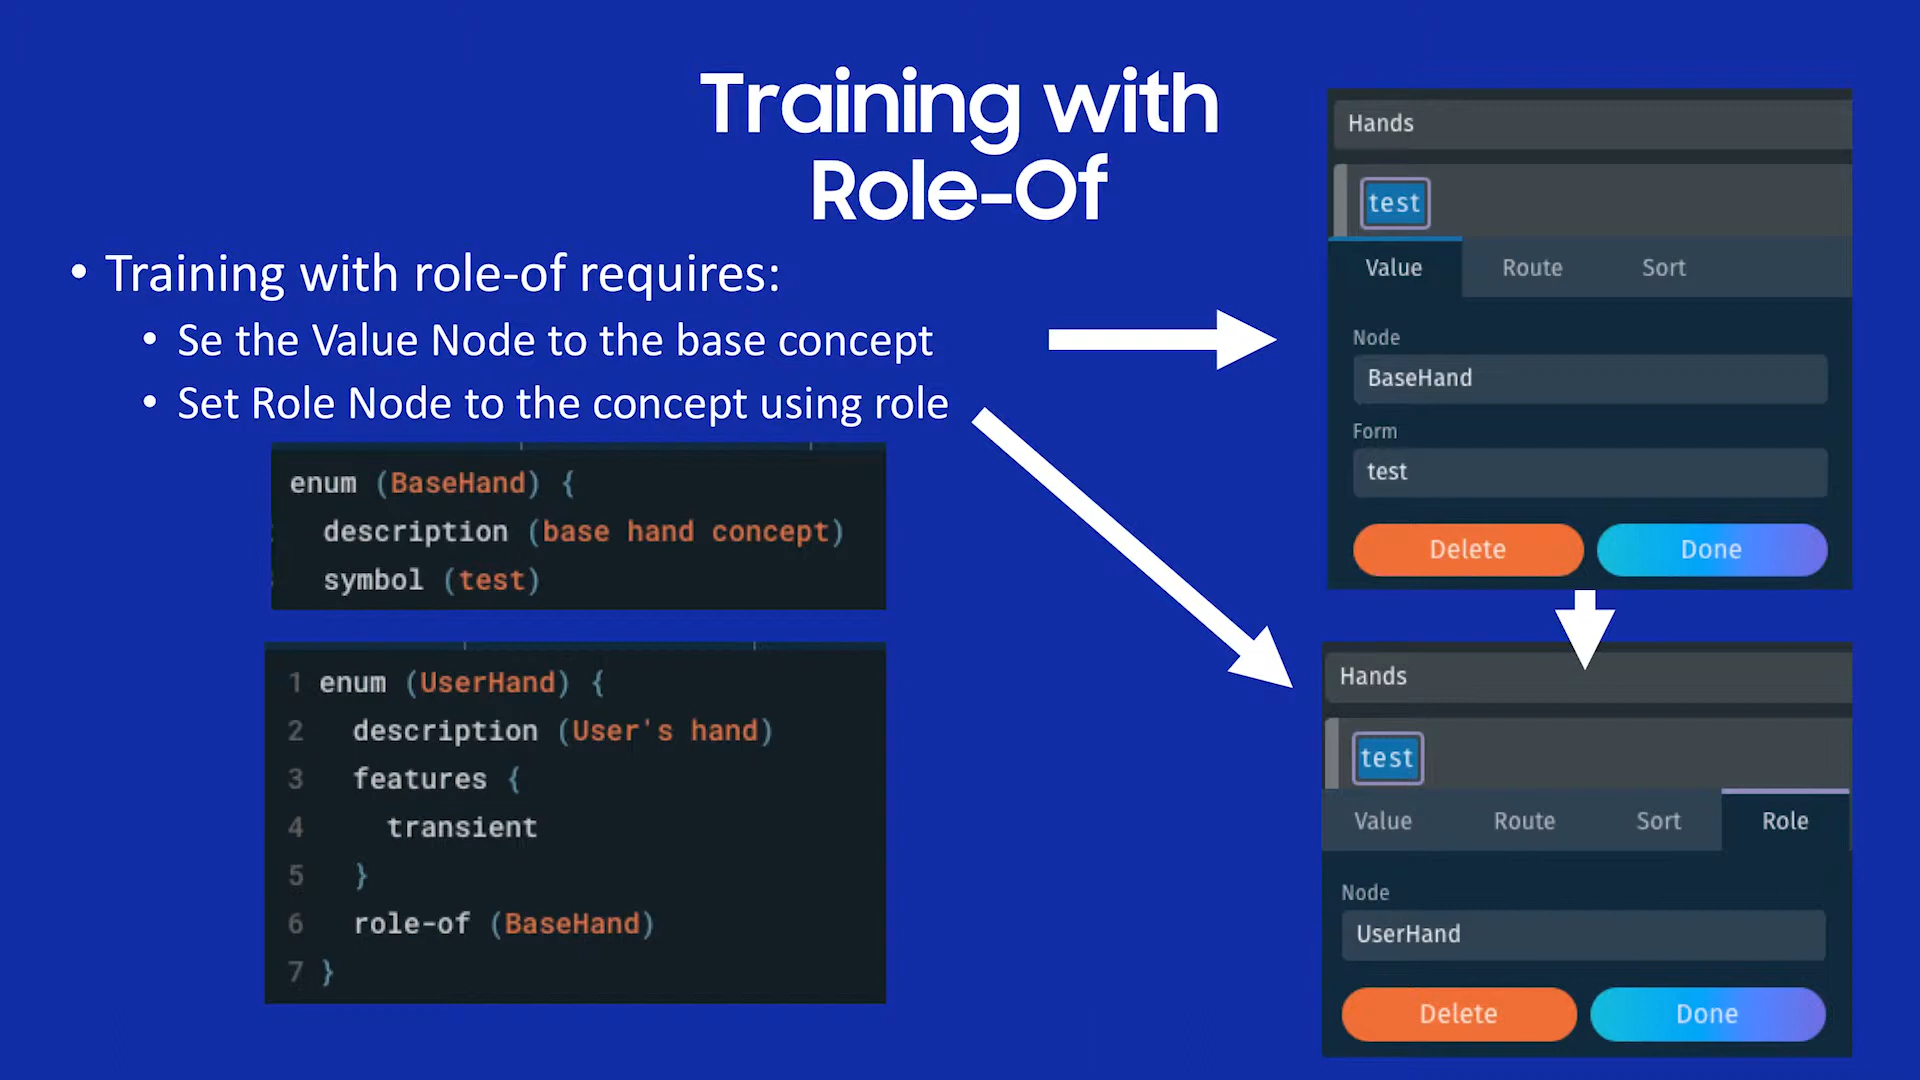 Training with
Role-Of
• Training with role-of requires:
• Se the Value Node to the base concept
• Set Role Node to the concept using role
enum (BaseHand) {
description (base hand concept)
symbol (test)
1 enum (UserHand) {
2 description (User's hand)
3 features {
4 transient
5 }
6 role-of (BaseHand)
7 }
Hands
test
Value Route Sort
Node
BaseHand
Form
test
Delete Done
Hands
test
Value Route Sort Role
Node
UserHand
Delete Done